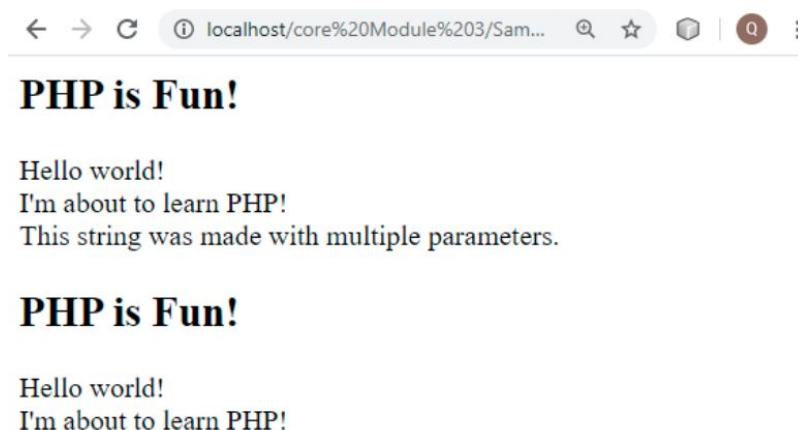 localhost/core%20Module%203/Sam...
Q
PHP is Fun!
Hello world!
I'm about to learn PHP!
This string was made with multiple parameters.
PHP is Fun!
Hello world!
I'm about to learn PHP!